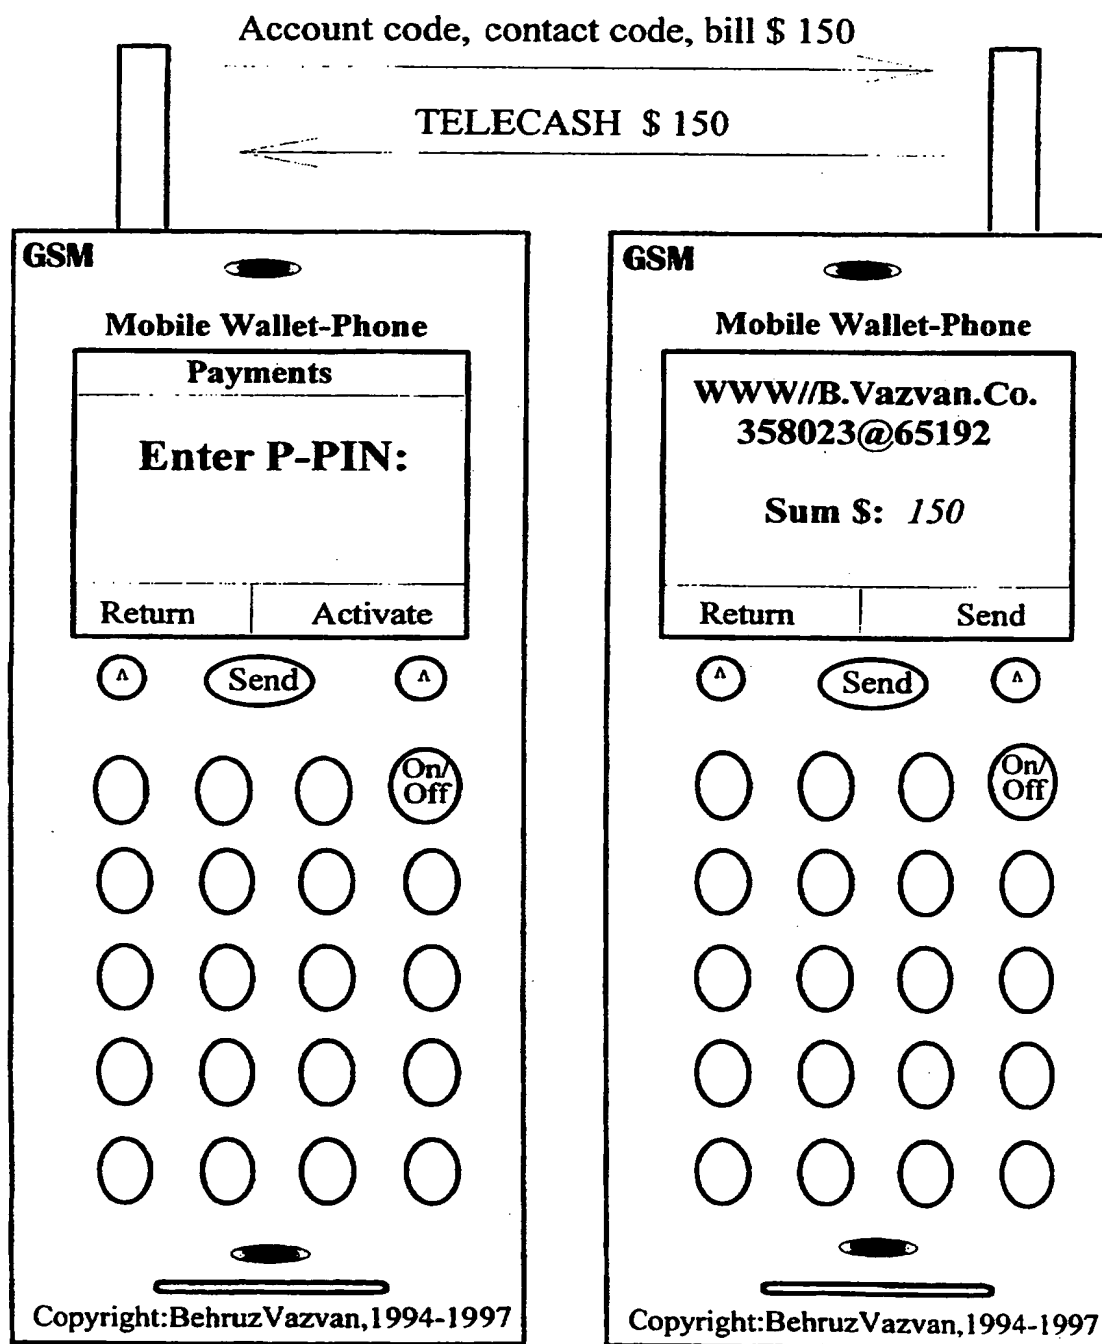 Account code, contact code, bill $ 150
TELECASH $ 150
GSM
Mobile Wallet-Phone
Payments
Enter P-PIN:
Return Activate
^ Send ^
On/
Off
Copyright:BehruzVazvan,1994-1997
GSM
Mobile Wallet-Phone
WWW//B.Vazvan.Co.
358023@65192
Sum $: 150
Return Send
^ Send ^
On/
Off
Copyright:BehruzVazvan,1994-1997